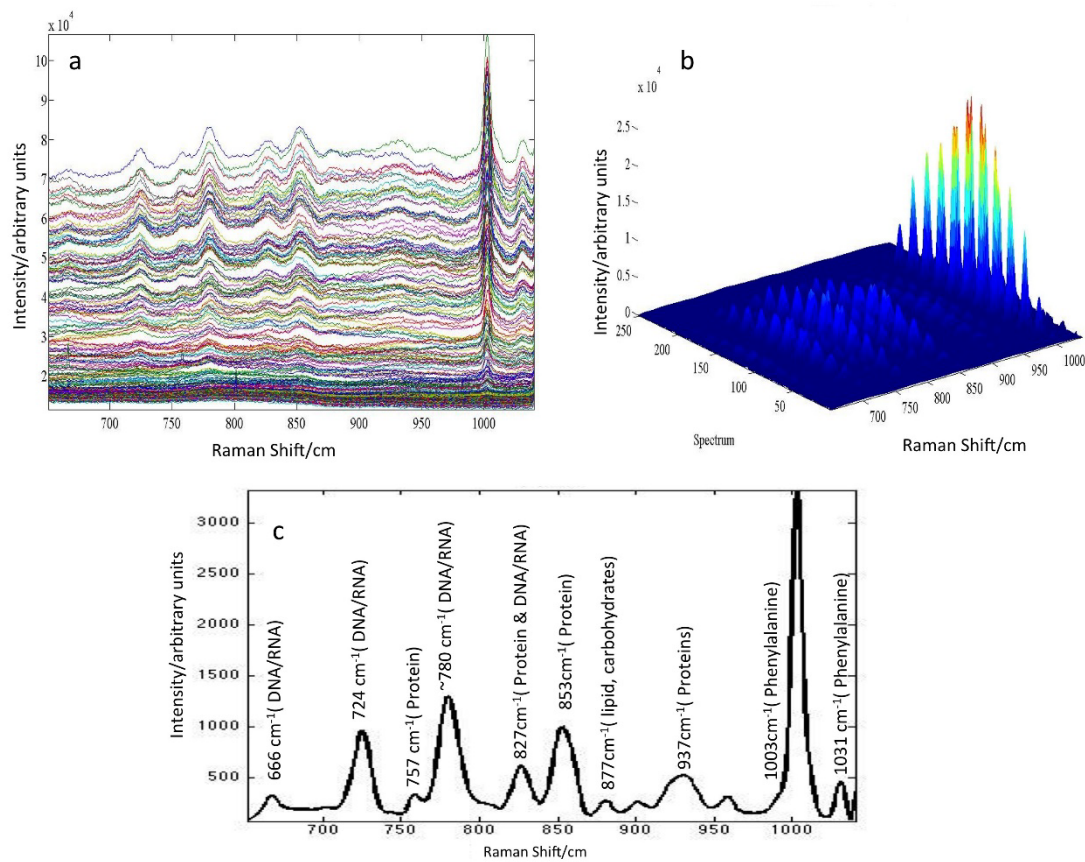 x 10⁴
a
10
9
8
7
6
5
4
3
2
Intensity/arbitrary units
700
750
800
850
900
950
1000
Raman Shift/cm
b
x 10⁴
2.5
2
1.5
1
0.5
0
Intensity/arbitrary units
250
200
150
100
50
Spectrum
700
750
800
850
900
950
1000
Raman Shift/cm
c
3000
2500
2000
1500
1000
500
Intensity/arbitrary units
666 cm⁻¹( DNA/RNA)
724 cm⁻¹( DNA/RNA)
757 cm⁻¹( Protein)
~780 cm⁻¹( DNA/RNA)
827cm⁻¹( Protein & DNA/RNA)
853cm⁻¹( Protein)
877cm⁻¹( lipid, carbohydrates)
937cm⁻¹( Proteins)
1003cm⁻¹( Phenylalanine)
1031 cm⁻¹( Phenylalanine)
700
750
800
850
900
950
1000
Raman Shift/cm